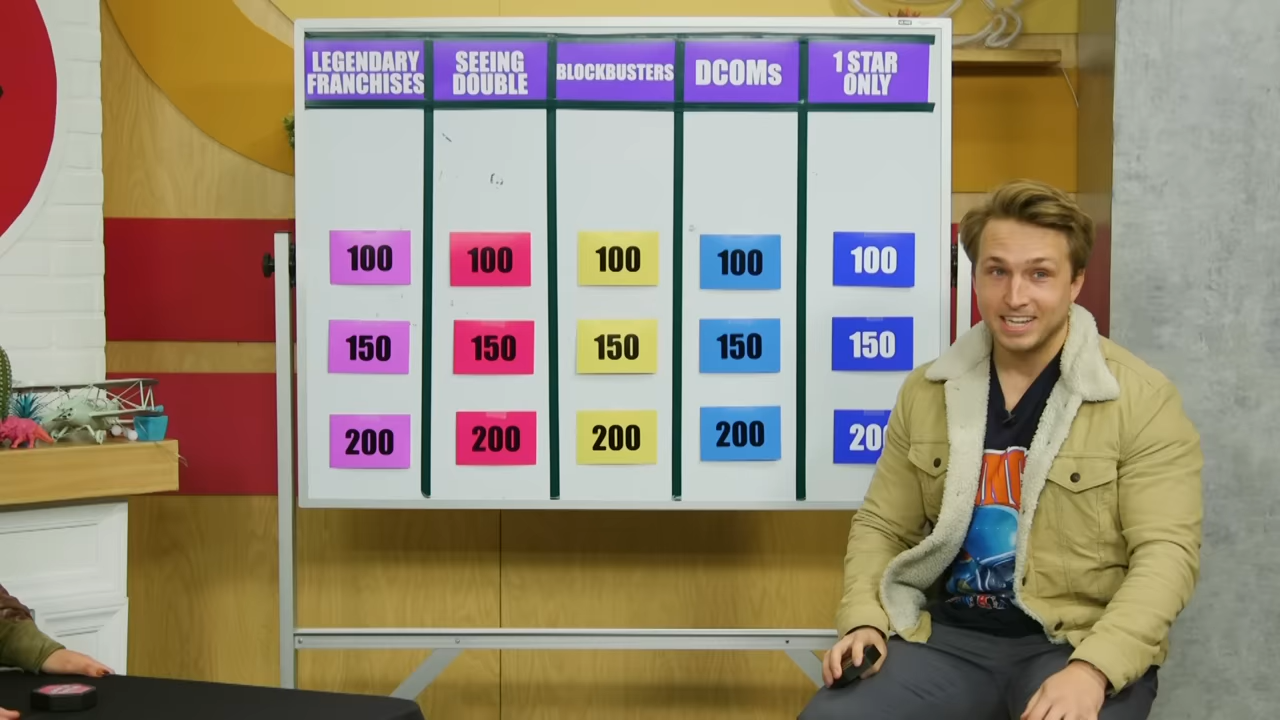 LEGENDARY
FRANCHISES
SEEING
DOUBLE
BLOCKBUSTERS
DCOMs
1 STAR
ONLY
100 100 100 100 100
150 150 150 150 150
200 200 200 200